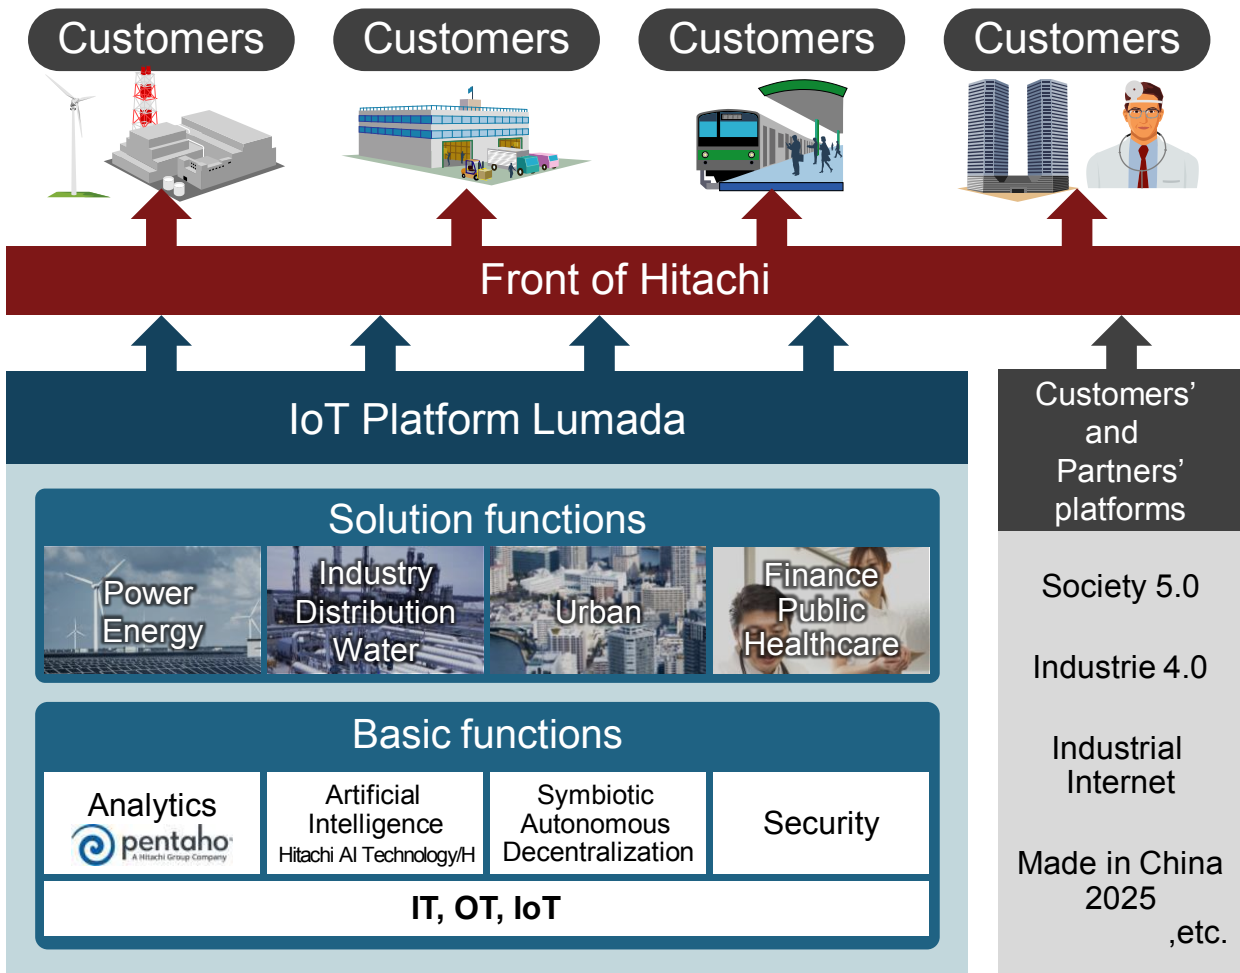 Customers
Customers
Customers
Customers
Front of Hitachi
IoT Platform Lumada
Solution functions
Power
Energy
Industry
Distribution
Water
Urban
Finance
Public
Healthcare
Basic functions
Analytics
pentaho
A Hitachi Group Company
Artificial
Intelligence
Hitachi AI Technology/H
Symbiotic
Autonomous
Decentralization
Security
IT, OT, IoT
Customers’
and
Partners’
platforms
Society 5.0
Industrie 4.0
Industrial
Internet
Made in China
2025
,etc.